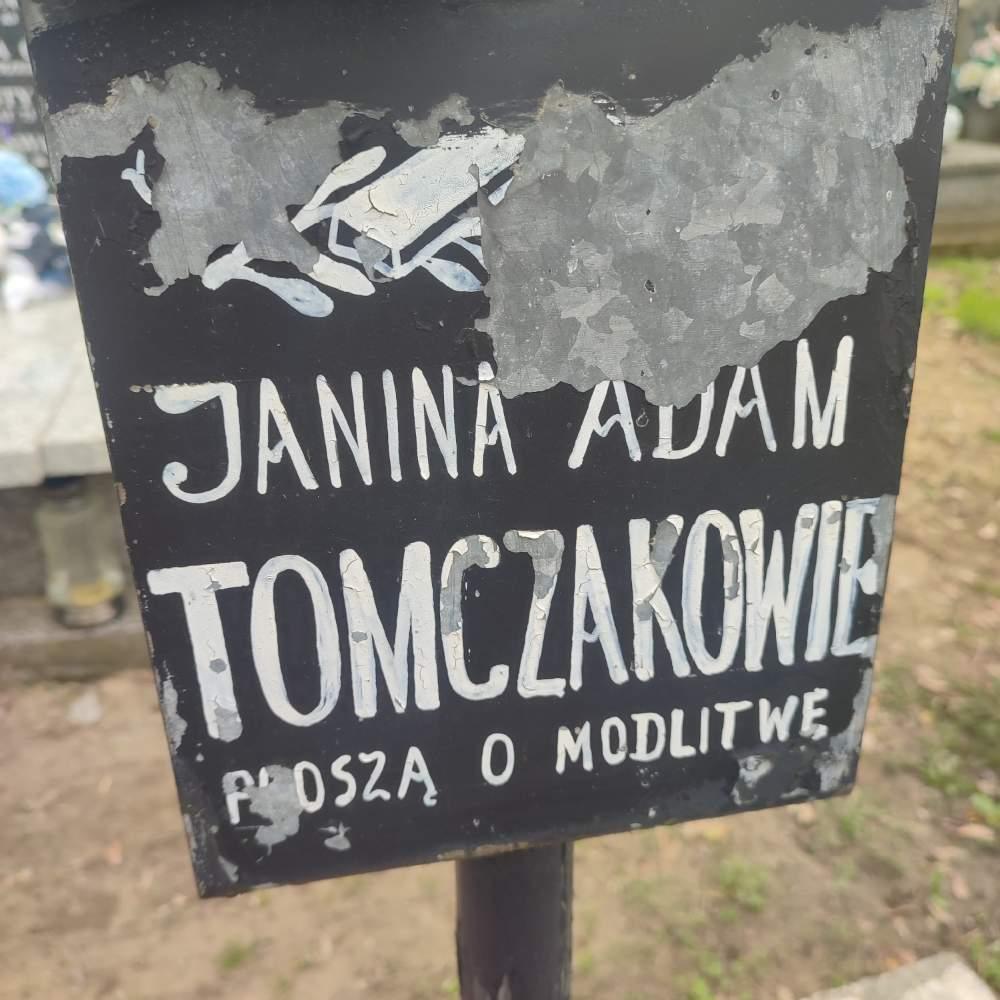 JANINA ADAM
TOMCZAKOWIE
PROSZĄ O MODLITWĘ